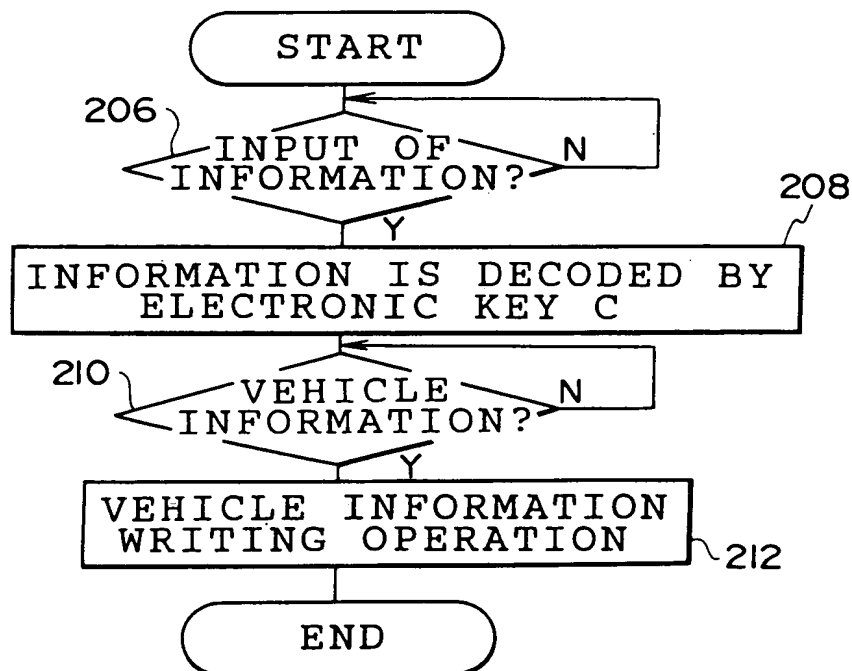 START
206
INPUT OF
INFORMATION?
N
Y
208
INFORMATION IS DECODED BY
ELECTRONIC KEY C
210
VEHICLE
INFORMATION?
N
Y
VEHICLE INFORMATION
WRITING OPERATION
212
END